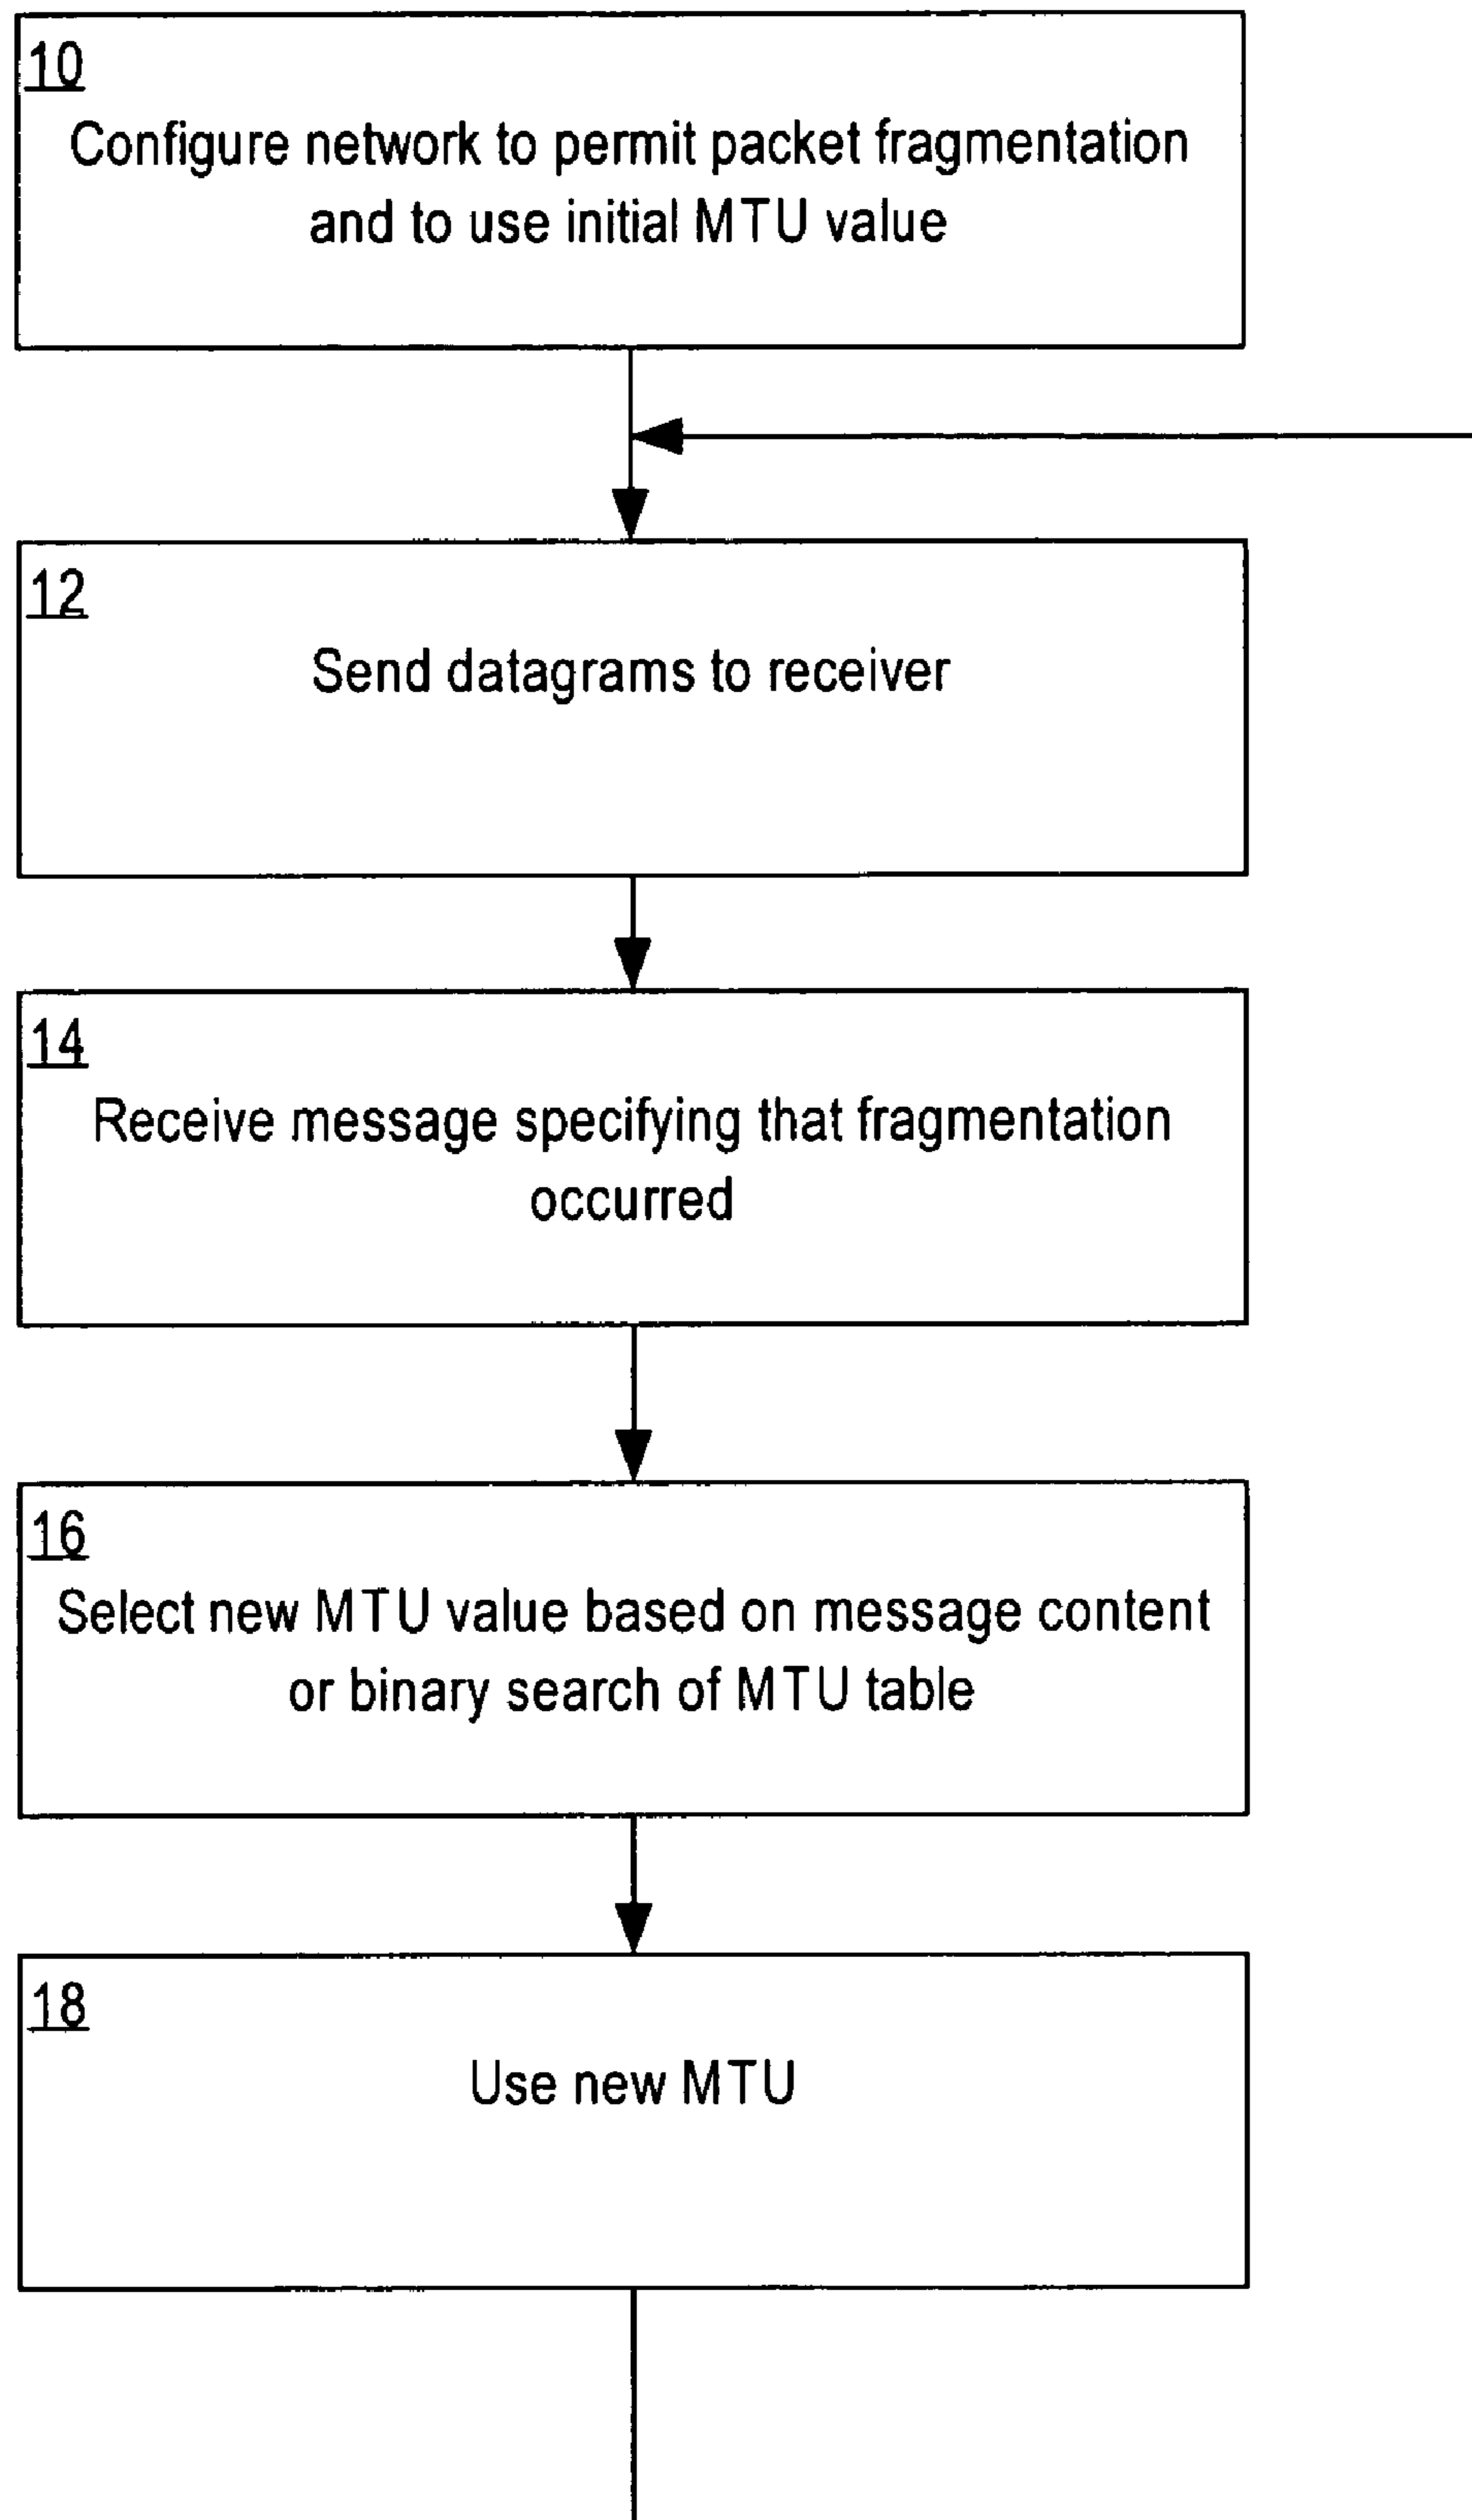 10
Configure network to permit packet fragmentation
and to use initial MTU value
12
Send datagrams to receiver
14
Receive message specifying that fragmentation
occurred
16
Select new MTU value based on message content
or binary search of MTU table
18
Use new MTU